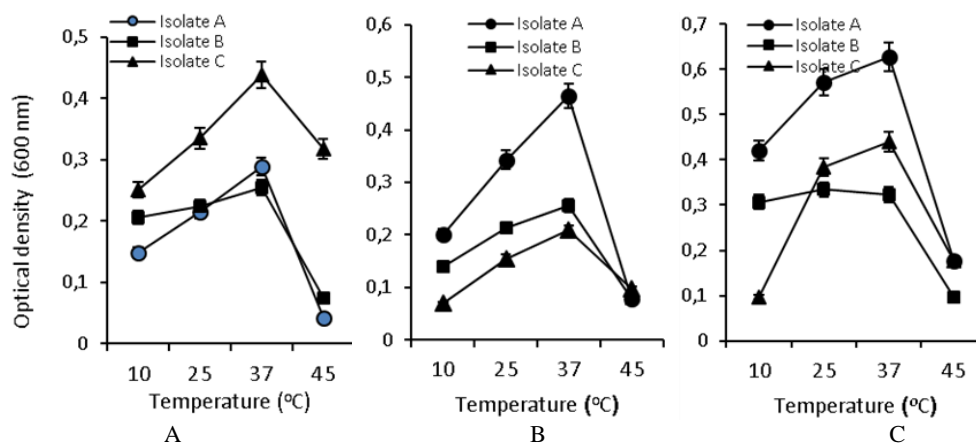 Isolate A
Isolate B
Isolate C
0,5
0,4
0,3
0,2
0,1
0
Optical density (600 nm)
10 25 37 45
Temperature (°C)
A
Isolate A
Isolate B
Isolate C
0,6
0,5
0,4
0,3
0,2
0,1
0
10 25 37 45
Temperature (°C)
B
Isolate A
Isolate B
Isolate C
0,7
0,6
0,5
0,4
0,3
0,2
0,1
0
10 25 37 45
Temperature (°C)
C